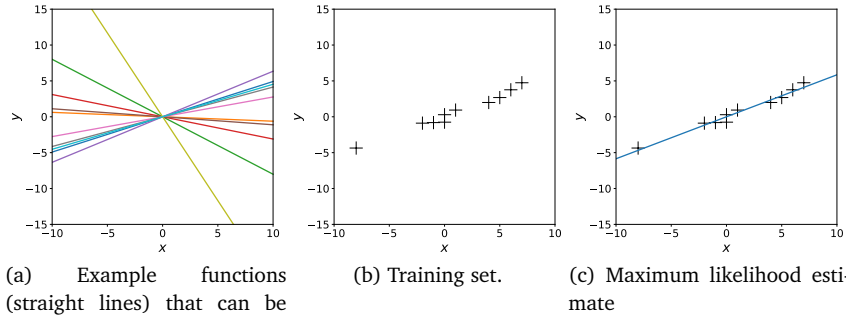 15
10
5
0
−5
−10
−15
y
−10 −5 0 5 10
x
15
10
5
0
−5
−10
−15
y
−10 −5 0 5 10
x
15
10
5
0
−5
−10
−15
y
−10 −5 0 5 10
x
(a) Example functions
(straight lines) that can be
(b) Training set.
(c) Maximum likelihood esti-
mate